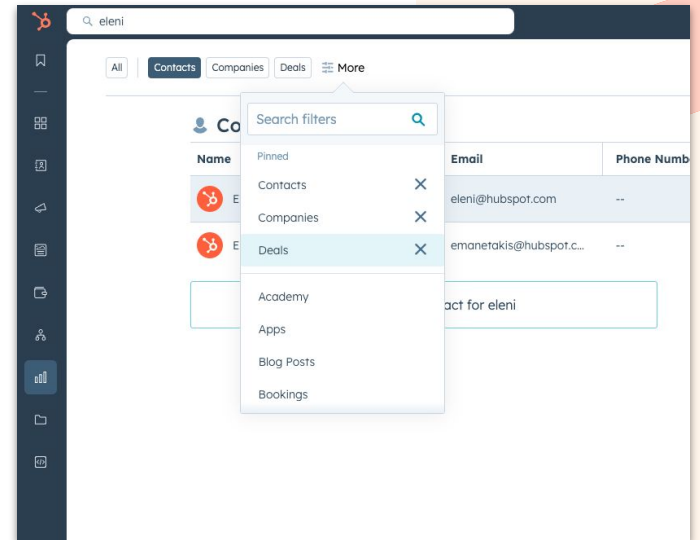 eleni
All Contacts Companies Deals More
Search filters
Co
Name Pinned Email Phone Numb
Contacts
E eleni@hubspot.com --
Companies
E emanetakis@hubspot.c... --
Deals
Academy
act for eleni
Apps
Blog Posts
Bookings